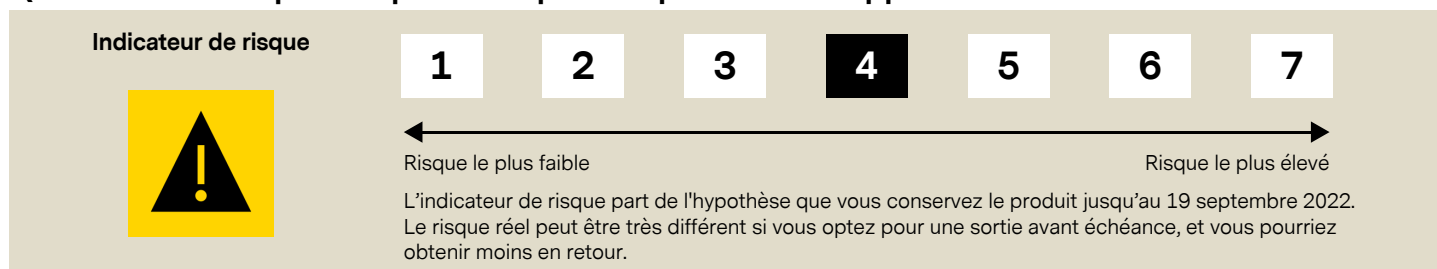 Indicateur de risque
1 2 3 4 5 6 7
Risque le plus faible Risque le plus élevé
L’indicateur de risque part de l'hypothèse que vous conservez le produit jusqu’au 19 septembre 2022.
Le risque réel peut être très différent si vous optez pour une sortie avant échéance, et vous pourriez
obtenir moins en retour.